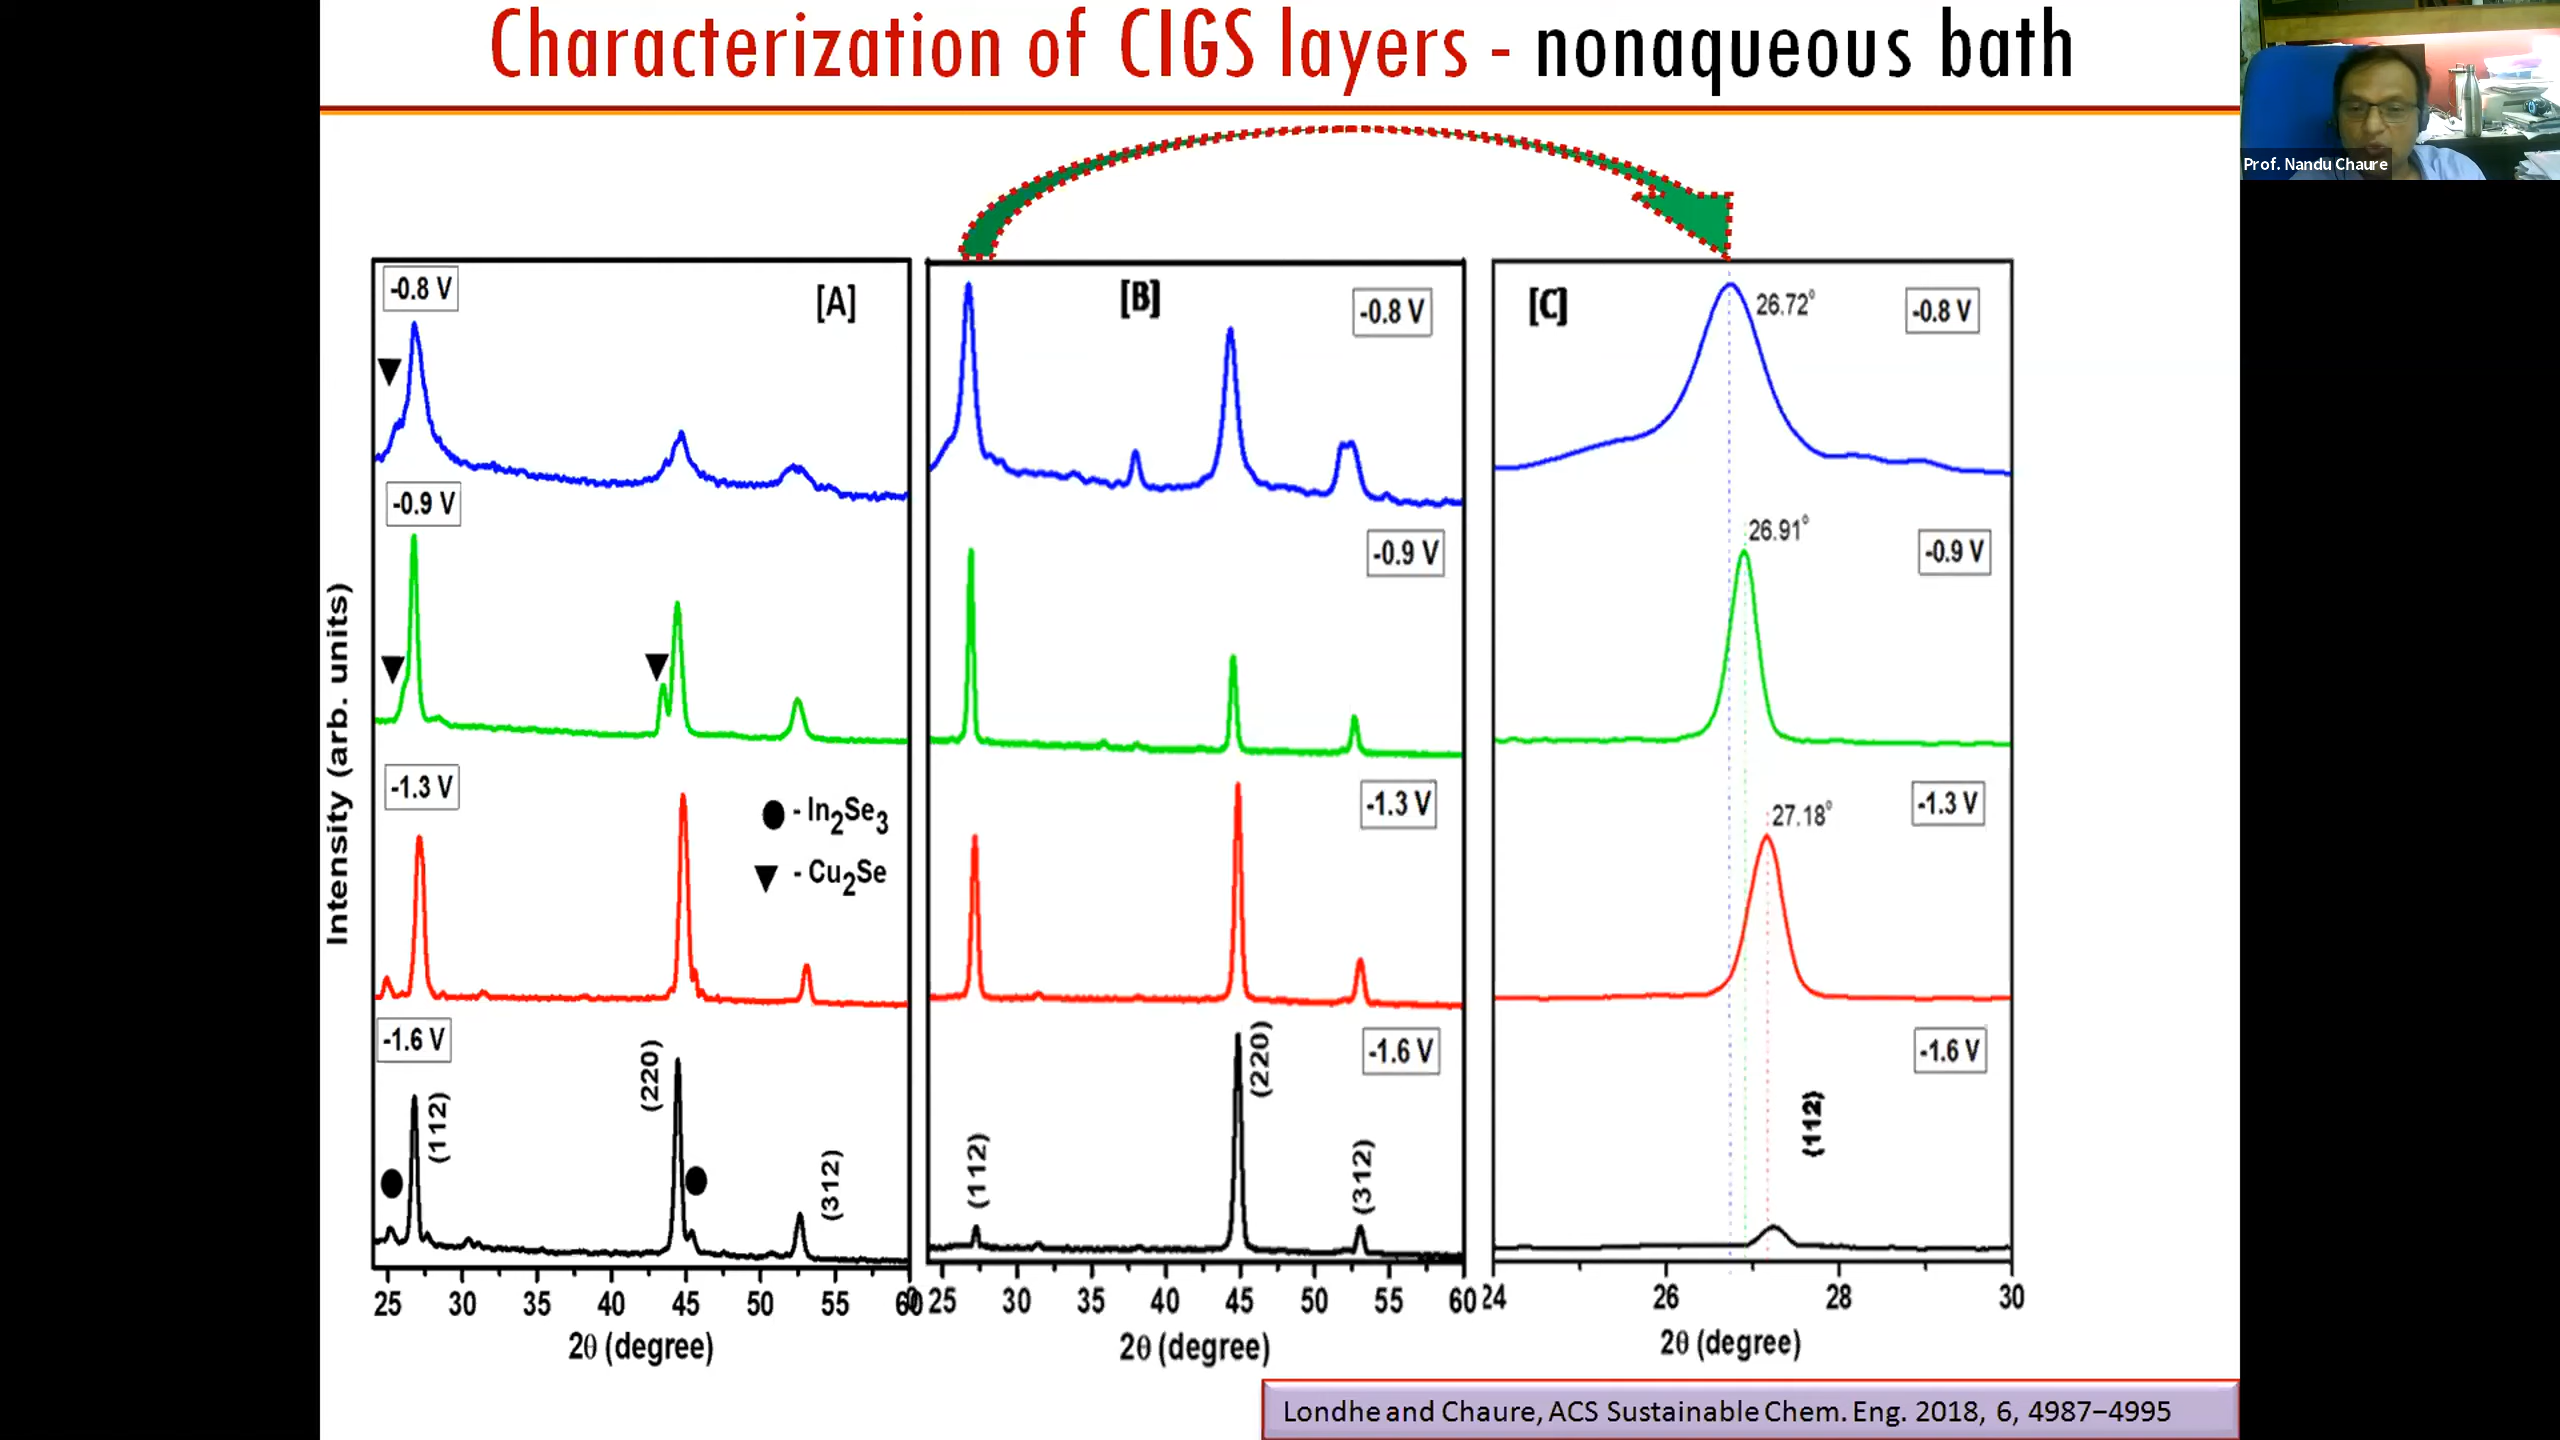 Characterization of CIGS layers - nonaqueous bath
Prof. Nandu Chaure
Intensity (arb. units)
[A]
-0.8 V
-0.9 V
-1.3 V
● - In2Se3
▼ - Cu2Se
-1.6 V
(112)
(220)
(312)
25 30 35 40 45 50 55 60
2θ (degree)
[B]
-0.8 V
-0.9 V
-1.3 V
-1.6 V
(112)
(220)
(312)
25 30 35 40 45 50 55 60
2θ (degree)
[C]
-0.8 V
26.72°
-0.9 V
26.91°
-1.3 V
27.18°
-1.6 V
(112)
24 26 28 30
2θ (degree)
Londhe and Chaure, ACS Sustainable Chem. Eng. 2018, 6, 4987–4995